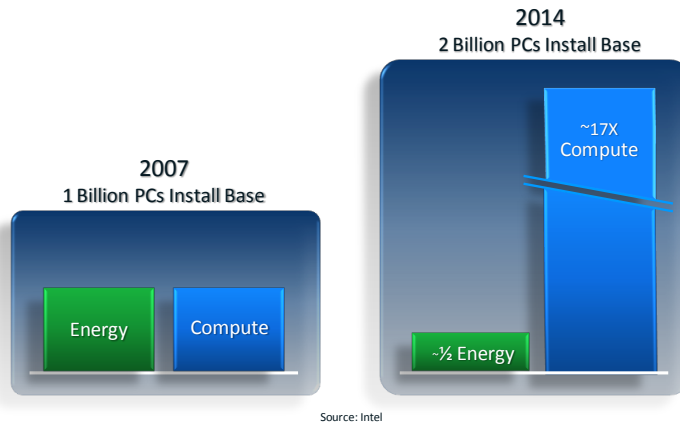 2007
1 Billion PCs Install Base
Energy
Compute
2014
2 Billion PCs Install Base
~½ Energy
~17X
Compute
Source: Intel